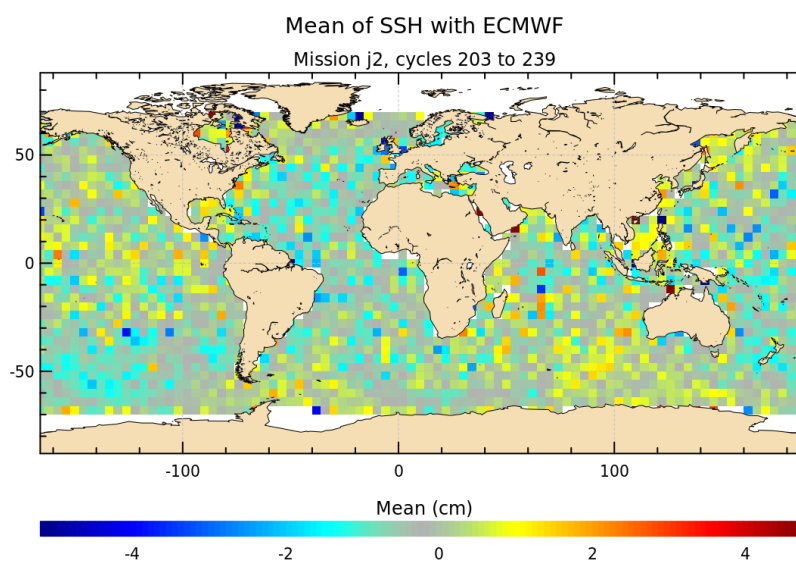 Mean of SSH with ECMWF
Mission j2, cycles 203 to 239
50
0
-50
-100 0 100
Mean (cm)
-4 -2 0 2 4